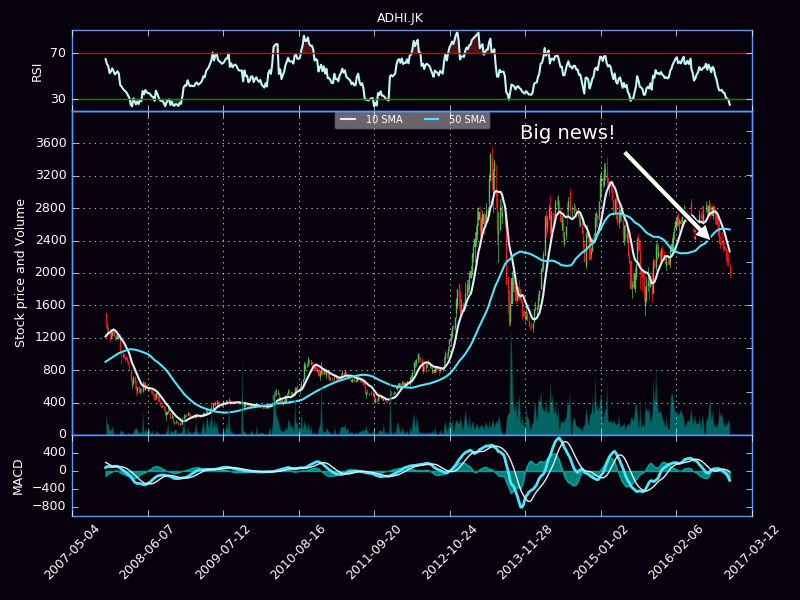 ADHI.JK
70
30
RSI
10 SMA 50 SMA
Big news!
3600
3200
2800
2400
2000
1600
1200
800
400
0
Stock price and Volume
400
0
−400
−800
MACD
2007-05-04 2008-06-07 2009-07-12 2010-08-16 2011-09-20 2012-10-24 2013-11-28 2015-01-02 2016-02-06 2017-03-12